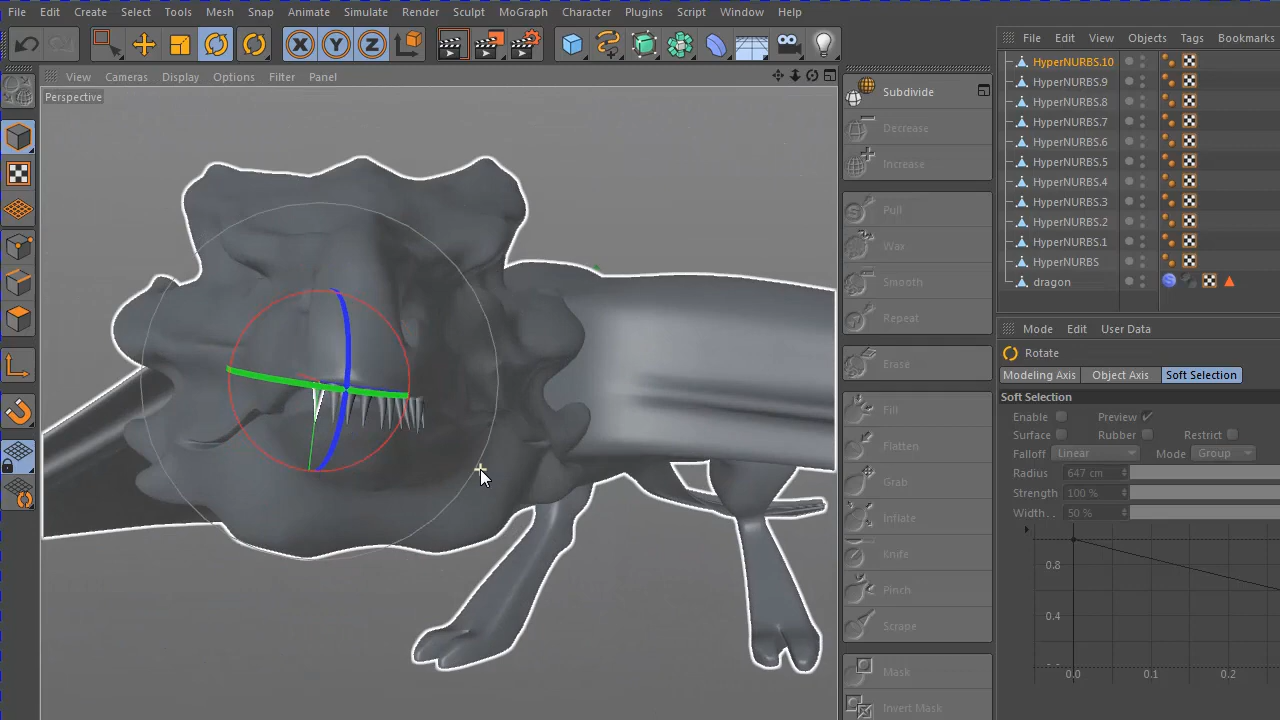 File Edit Create Select Tools Mesh Snap Animate Simulate Render Sculpt MoGraph Character Plugins Script Window Help
X Y Z
File Edit View Objects Tags Bookmarks
View Cameras Display Options Filter Panel
Perspective
Subdivide
Decrease
Increase
Pull
Wax
Smooth
Repeat
Erase
Fill
Flatten
Grab
Inflate
Knife
Pinch
Scrape
Mask
Invert Mask
HyperNURBS.10
HyperNURBS.9
HyperNURBS.8
HyperNURBS.7
HyperNURBS.6
HyperNURBS.5
HyperNURBS.4
HyperNURBS.3
HyperNURBS.2
HyperNURBS.1
HyperNURBS
dragon
Mode Edit User Data
Rotate
Modeling Axis Object Axis Soft Selection
Soft Selection
Enable Preview
Surface Rubber Restrict
Falloff Linear Mode Group
Radius 647 cm
Strength 100 %
Width . . 50 %
0.8
0.4
0.0 0.1 0.2